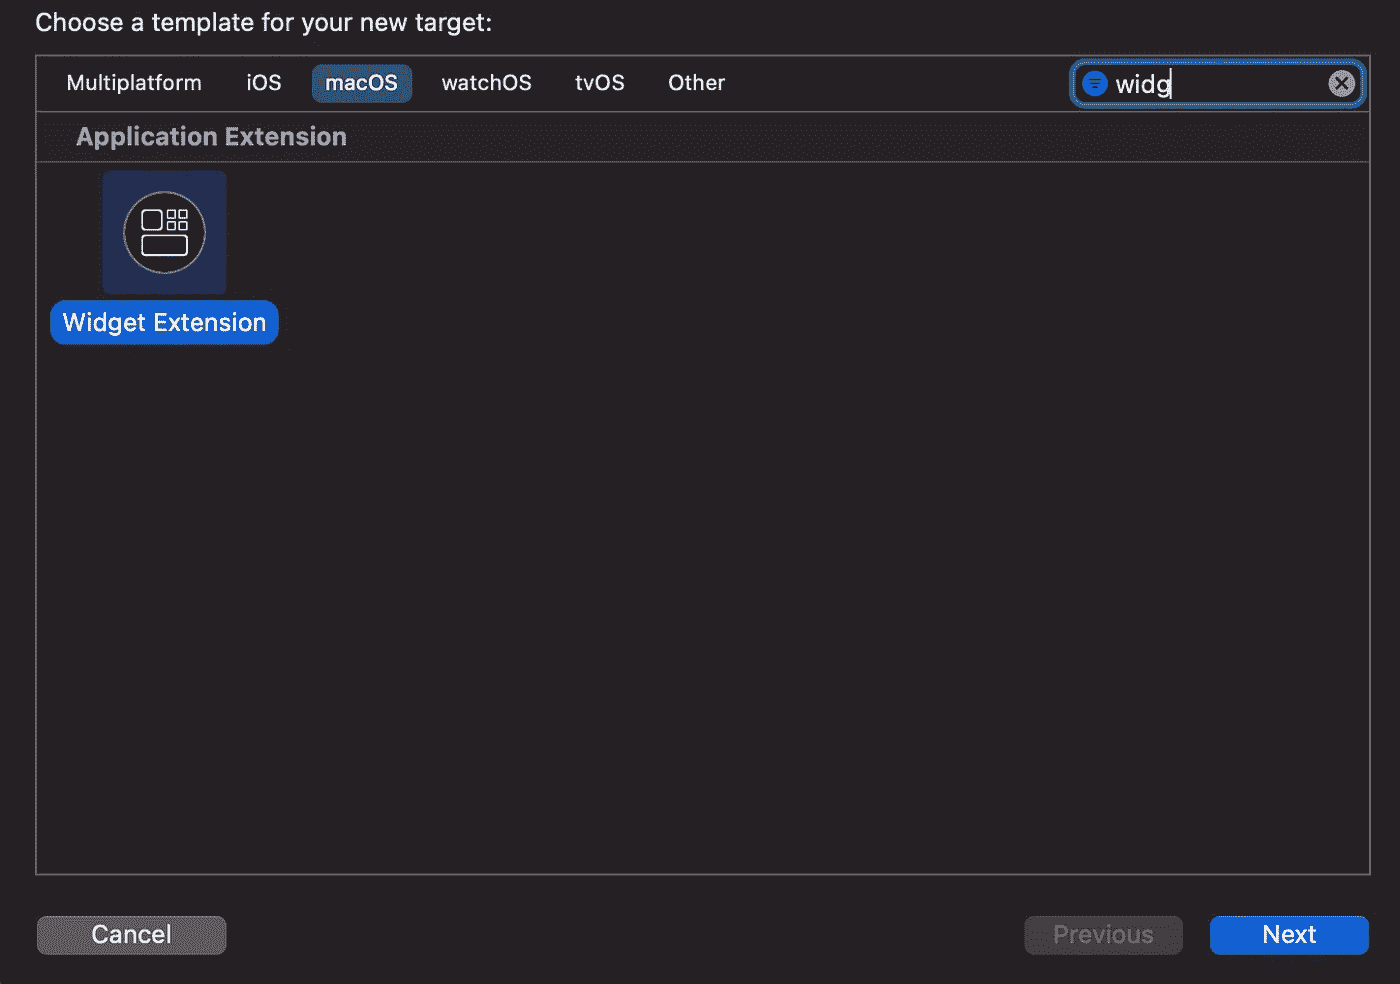 Choose a template for your new target:
Multiplatform iOS macOS watchOS tvOS Other widg
Application Extension
Widget Extension
Cancel Previous Next